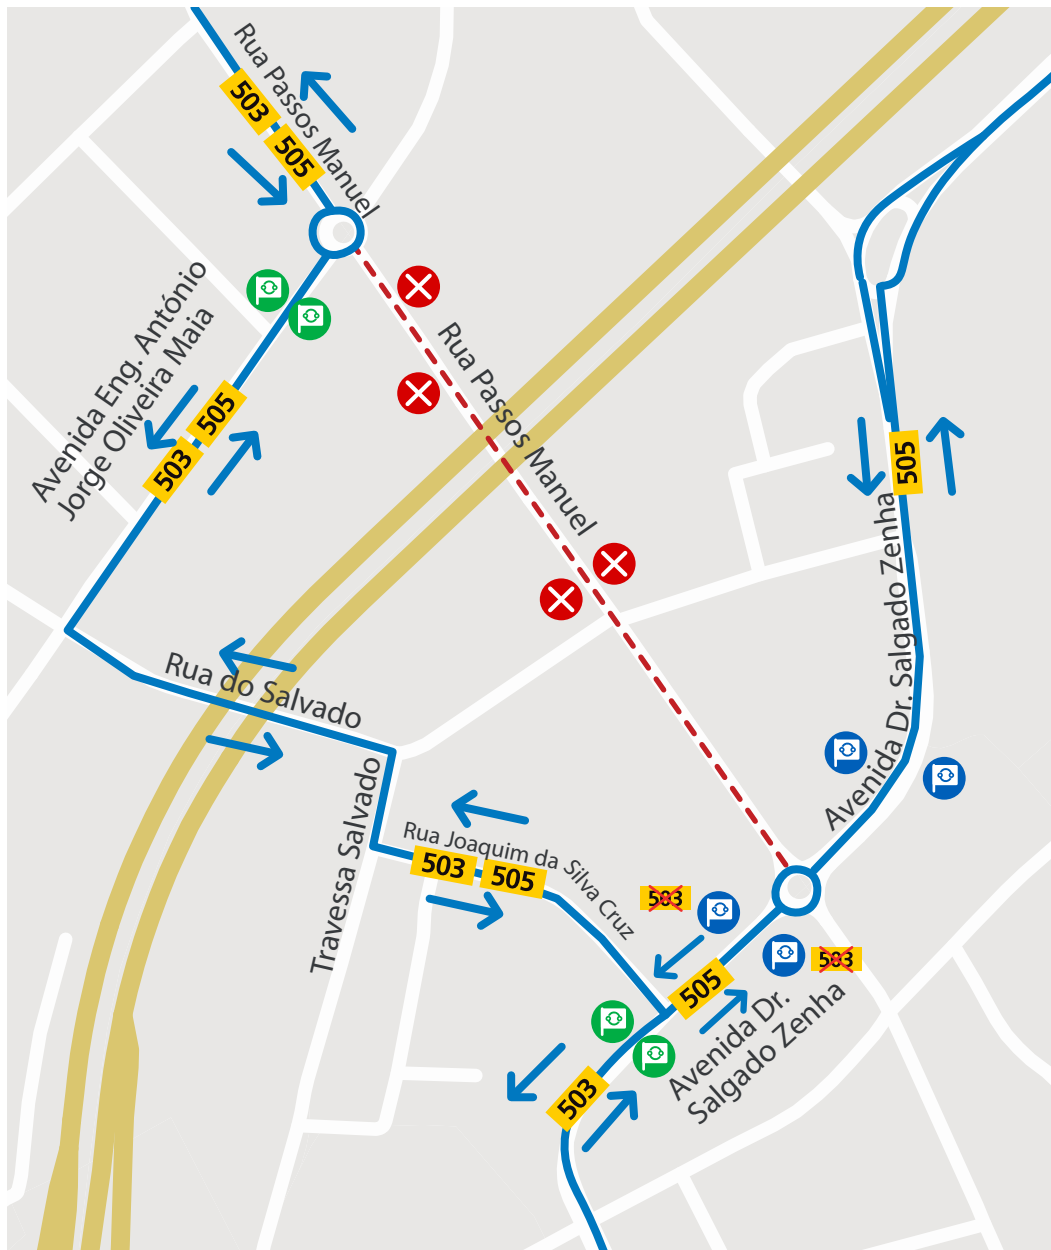 Rua Passos Manuel
503
505
Avenida Eng. António
Jorge Oliveira Maia
505
503
Rua Passos Manuel
505
Avenida Dr. Salgado Zenha
Rua do Salvado
Travessa Salvado
Rua Joaquim da Silva Cruz
503
505
503
503
505
Avenida Dr.
Salgado Zenha
503